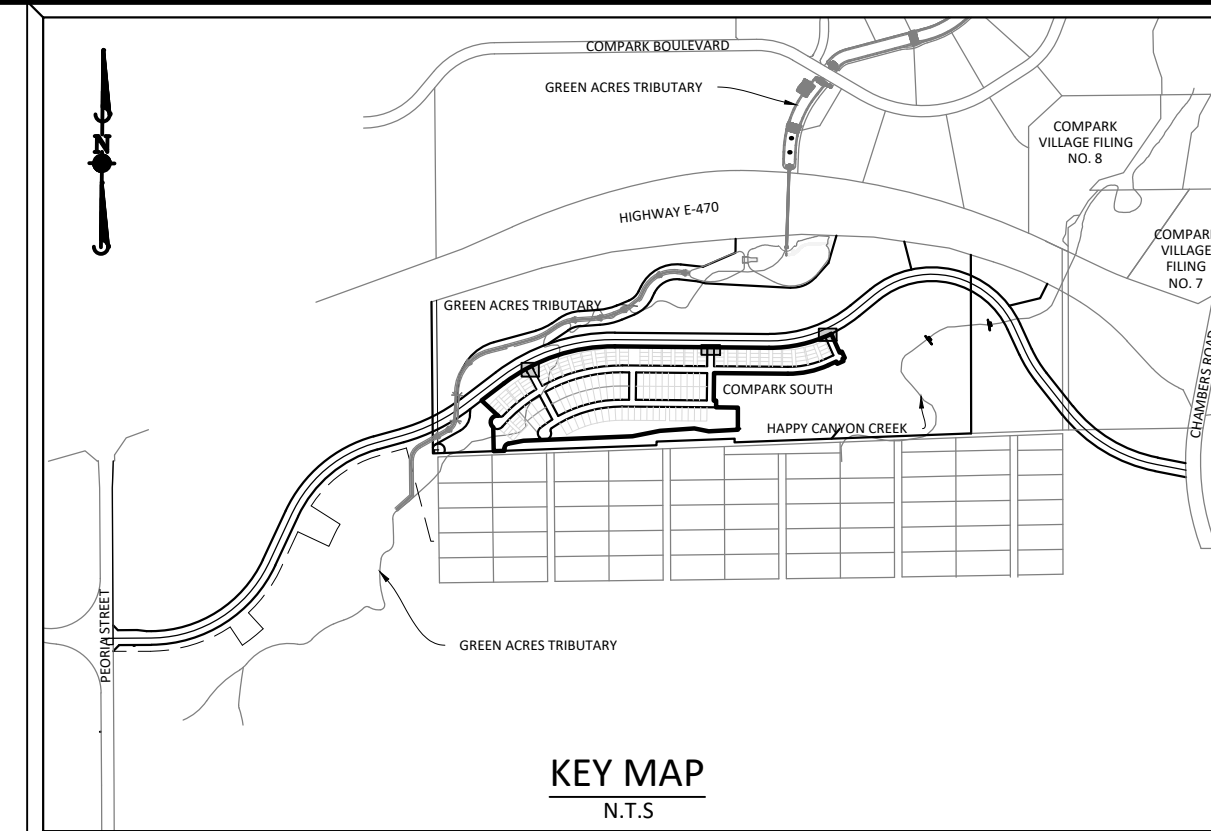 COMPARK BOULEVARD
GREEN ACRES TRIBUTARY
COMPARK
VILLAGE FILING
NO. 8
N
HIGHWAY E-470
COMPARK
VILLAGE
FILING
NO. 7
GREEN ACRES TRIBUTARY
CHAMBERS ROAD
COMPARK SOUTH
HAPPY CANYON CREEK
PEORIA STREET
GREEN ACRES TRIBUTARY
KEY MAP
N.T.S